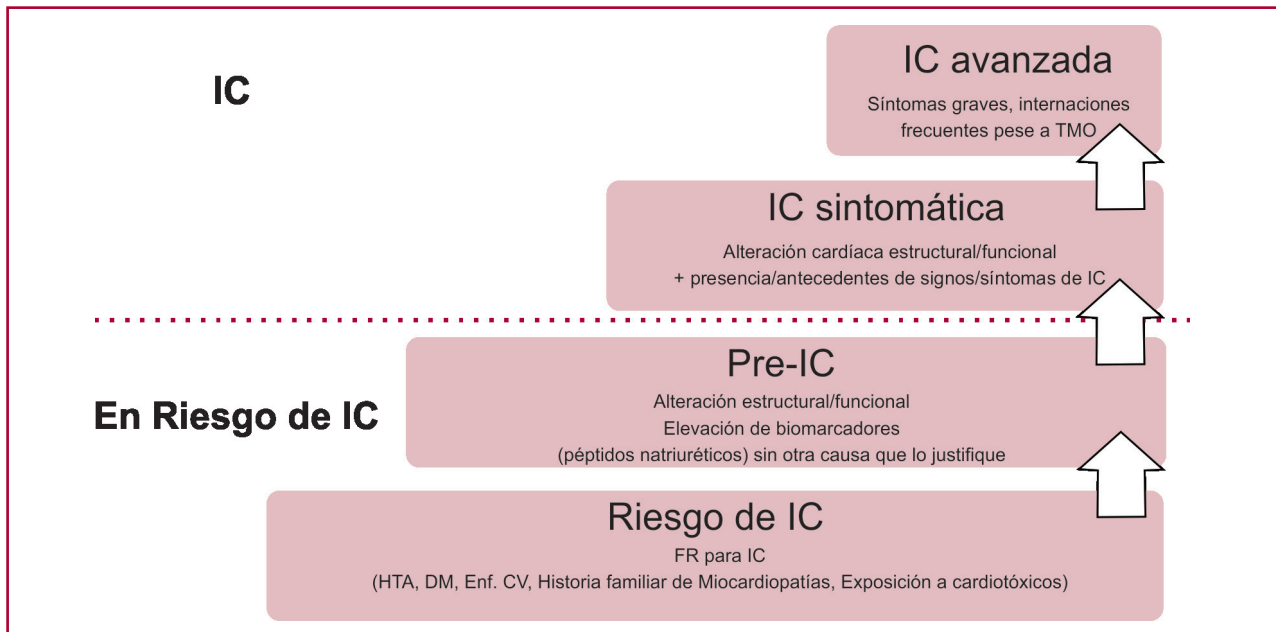 IC
IC avanzada
Síntomas graves, internaciones
frecuentes pese a TMO
IC sintomática
Alteración cardíaca estructural/funcional
+ presencia/antecedentes de signos/síntomas de IC
En Riesgo de IC
Pre-IC
Alteración estructural/funcional
Elevación de biomarcadores
(péptidos natriuréticos) sin otra causa que lo justifique
Riesgo de IC
FR para IC
(HTA, DM, Enf. CV, Historia familiar de Miocardiopatías, Exposición a cardiotóxicos)